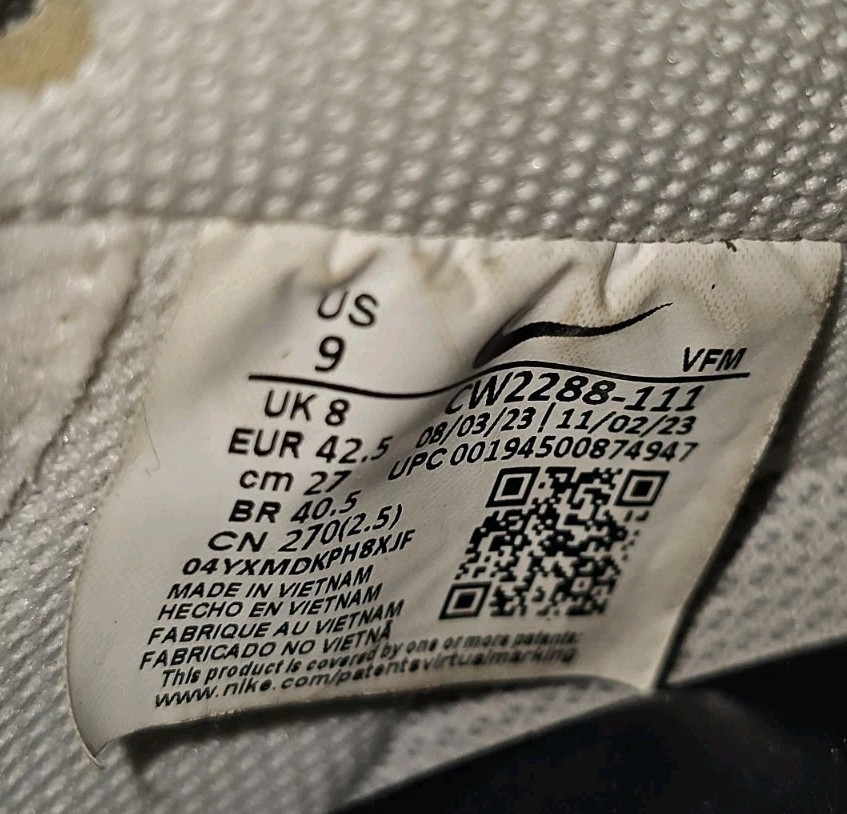 US
9
VFM
UK 8
CW2288-111
EUR 42.5
08/03/23 | 11/02/23
cm 27
UPC 00194500874947
BR 40.5
CN 270(2.5)
04YXMDKPH8XJF
MADE IN VIETNAM
HECHO EN VIETNAM
FABRIQUE AU VIETNAM
FABRICADO NO VIETNÃ
This product is covered by one or more patents:
www.nike.com/patentsvirtualmarking